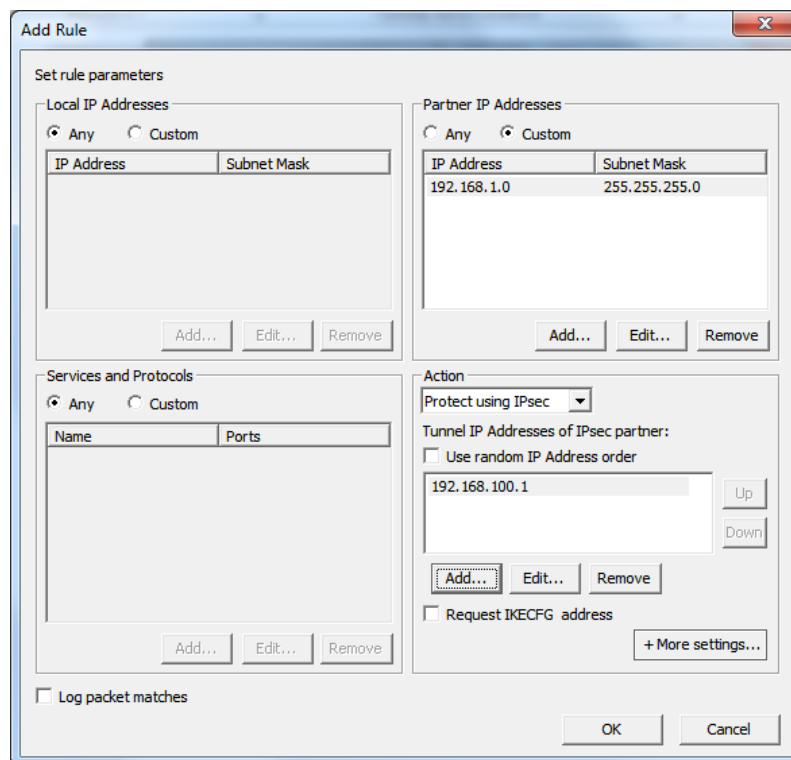 Add Rule
Set rule parameters
Local IP Addresses
Any Custom
IP Address Subnet Mask
Add... Edit... Remove
Partner IP Addresses
Any Custom
IP Address Subnet Mask
192.168.1.0 255.255.255.0
Add... Edit... Remove
Services and Protocols
Any Custom
Name Ports
Add... Edit... Remove
Action
Protect using IPsec
Tunnel IP Addresses of IPsec partner:
Use random IP Address order
192.168.100.1
Up
Down
Add... Edit... Remove
Request IKECFG address
+More settings...
Log packet matches
OK Cancel